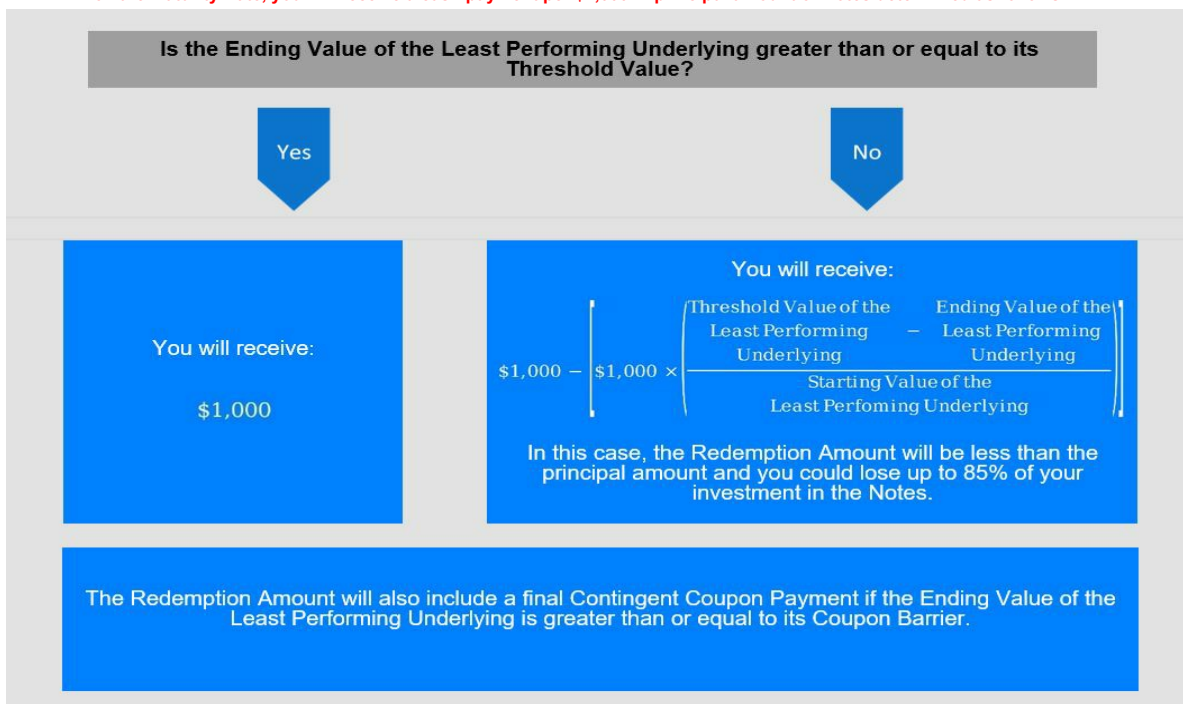 Is the Ending Value of the Least Performing Underlying greater than or equal to its
Threshold Value?
Yes
No
You will receive:
$1,000
You will receive:
$1,000 − [$1,000 × (
Threshold Value of the
Least Performing
Underlying
−
Ending Value of the
Least Performing
Underlying
Starting Value of the
Least Perfoming Underlying
)]
In this case, the Redemption Amount will be less than the
principal amount and you could lose up to 85% of your
investment in the Notes.
The Redemption Amount will also include a final Contingent Coupon Payment if the Ending Value of the
Least Performing Underlying is greater than or equal to its Coupon Barrier.